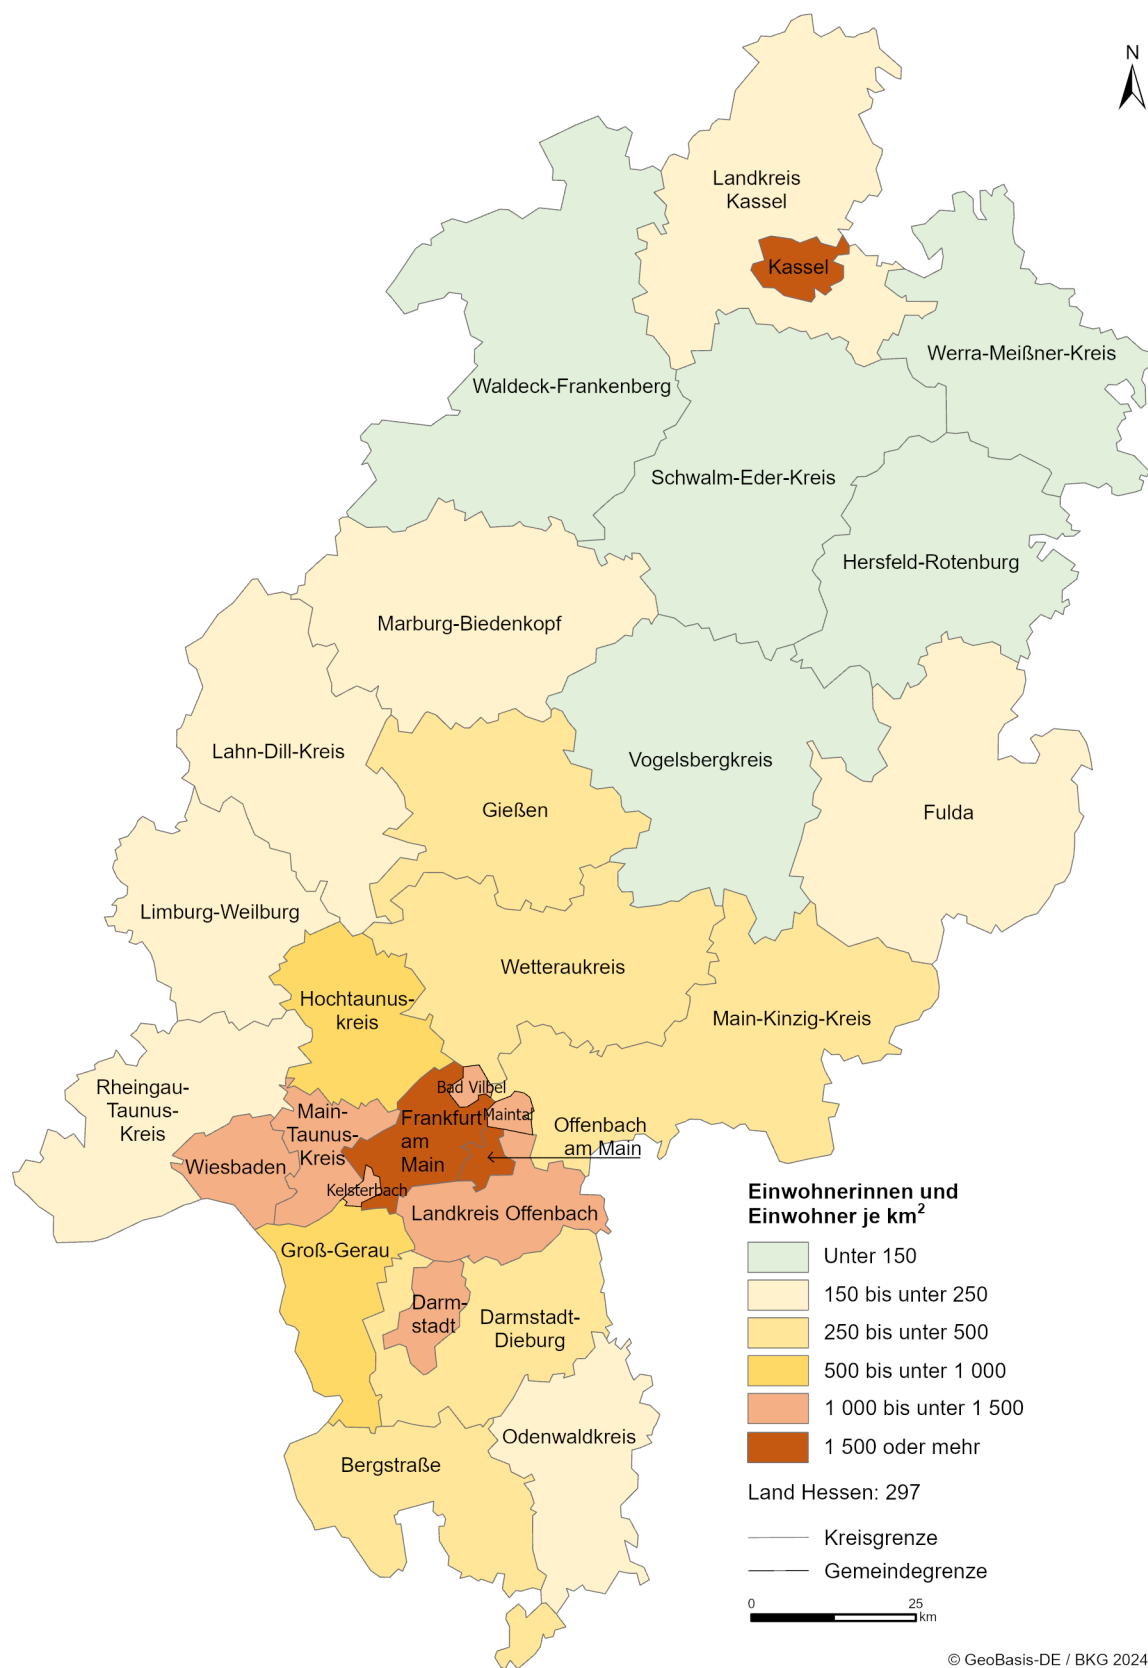 N
Landkreis
Kassel
Kassel
Werra-Meißner-Kreis
Waldeck-Frankenberg
Schwalm-Eder-Kreis
Hersfeld-Rotenburg
Marburg-Biedenkopf
Lahn-Dill-Kreis
Vogelsbergkreis
Gießen
Fulda
Limburg-Weilburg
Wetteraukreis
Hochtaunus-
kreis
Main-Kinzig-Kreis
Rheingau-
Taunus-
Kreis
Bad Vilbel
Main-
Taunus-
Kreis
Frankfurt
am
Main
Maintal
Offenbach
am Main
Wiesbaden
Kelsterbach
Landkreis Offenbach
Groß-Gerau
Darm-
stadt
Darmstadt-
Dieburg
Odenwaldkreis
Bergstraße
Einwohnerinnen und
Einwohner je km²
Unter 150
150 bis unter 250
250 bis unter 500
500 bis unter 1 000
1 000 bis unter 1 500
1 500 oder mehr
Land Hessen: 297
Kreisgrenze
Gemeindegrenze
0 25
km
© GeoBasis-DE / BKG 2024